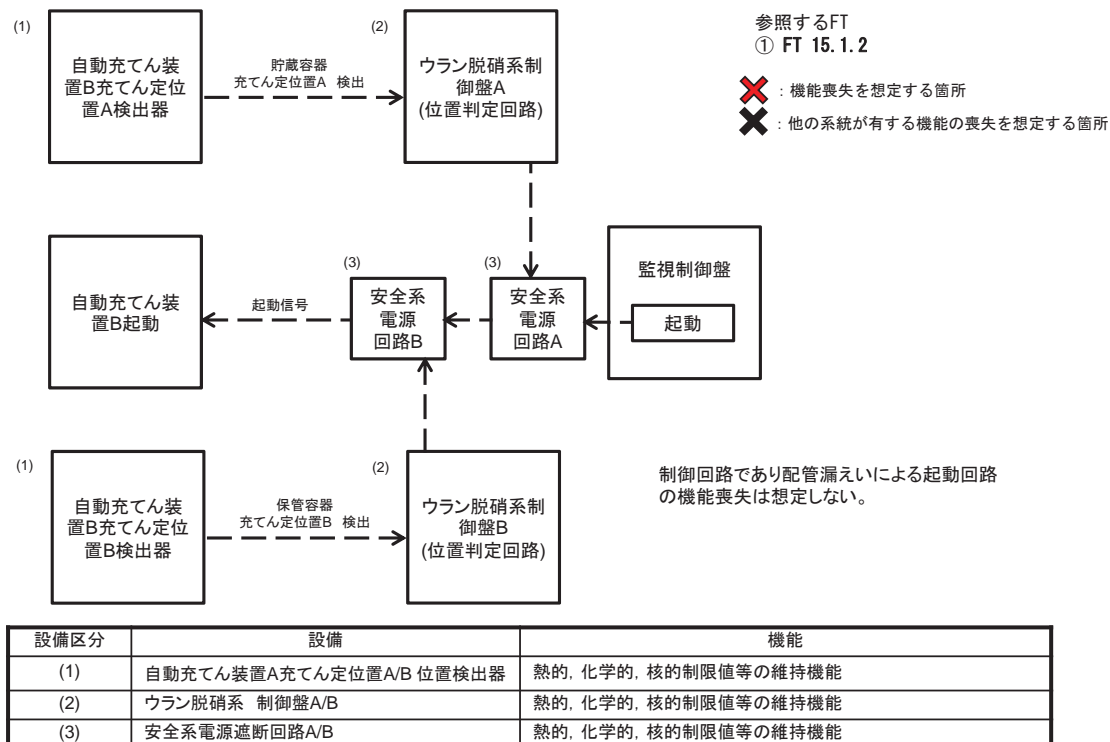 (1)
自動充てん装
置B充てん定位
置A検出器
貯蔵容器
充てん定位置A 検出
(2)
ウラン脱硝系制
御盤A
(位置判定回路)
参照するFT
① FT 15.1.2
：機能喪失を想定する箇所
：他の系統が有する機能の喪失を想定する箇所
自動充てん装
置B起動
起動信号
(3)
安全系
電源
回路B
(3)
安全系
電源
回路A
監視制御盤
起動
(1)
自動充てん装
置B充てん定位
置B検出器
保管容器
充てん定位置B 検出
(2)
ウラン脱硝系制
御盤B
(位置判定回路)
制御回路であり配管漏えいによる起動回路
の機能喪失は想定しない。
設備区分 設備 機能
(1) 自動充てん装置A充てん定位置A/B 位置検出器 熱的，化学的，核的制限値等の維持機能
(2) ウラン脱硝系 制御盤A/B 熱的，化学的，核的制限値等の維持機能
(3) 安全系電源遮断回路A/B 熱的，化学的，核的制限値等の維持機能